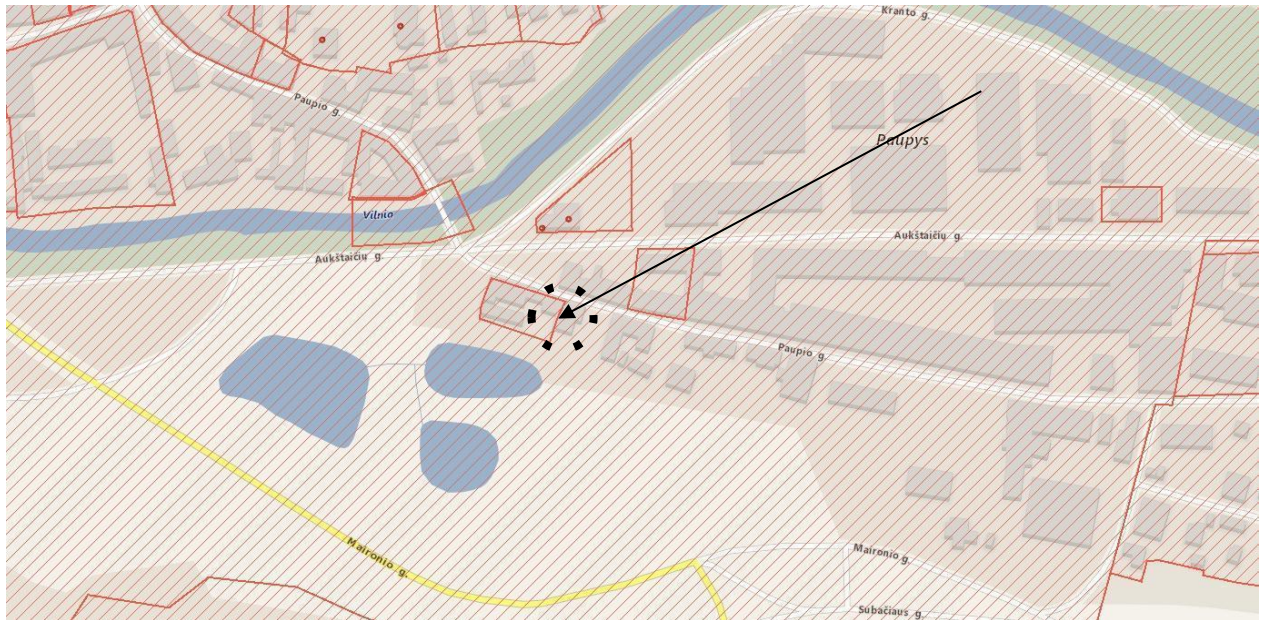 Kranto g.
Paupio g.
Paupys
Vilnia
Aukštaičių g.
Aukštaičių g.
Paupio g.
Maironio g.
Maironio g.
Subačiaus g.